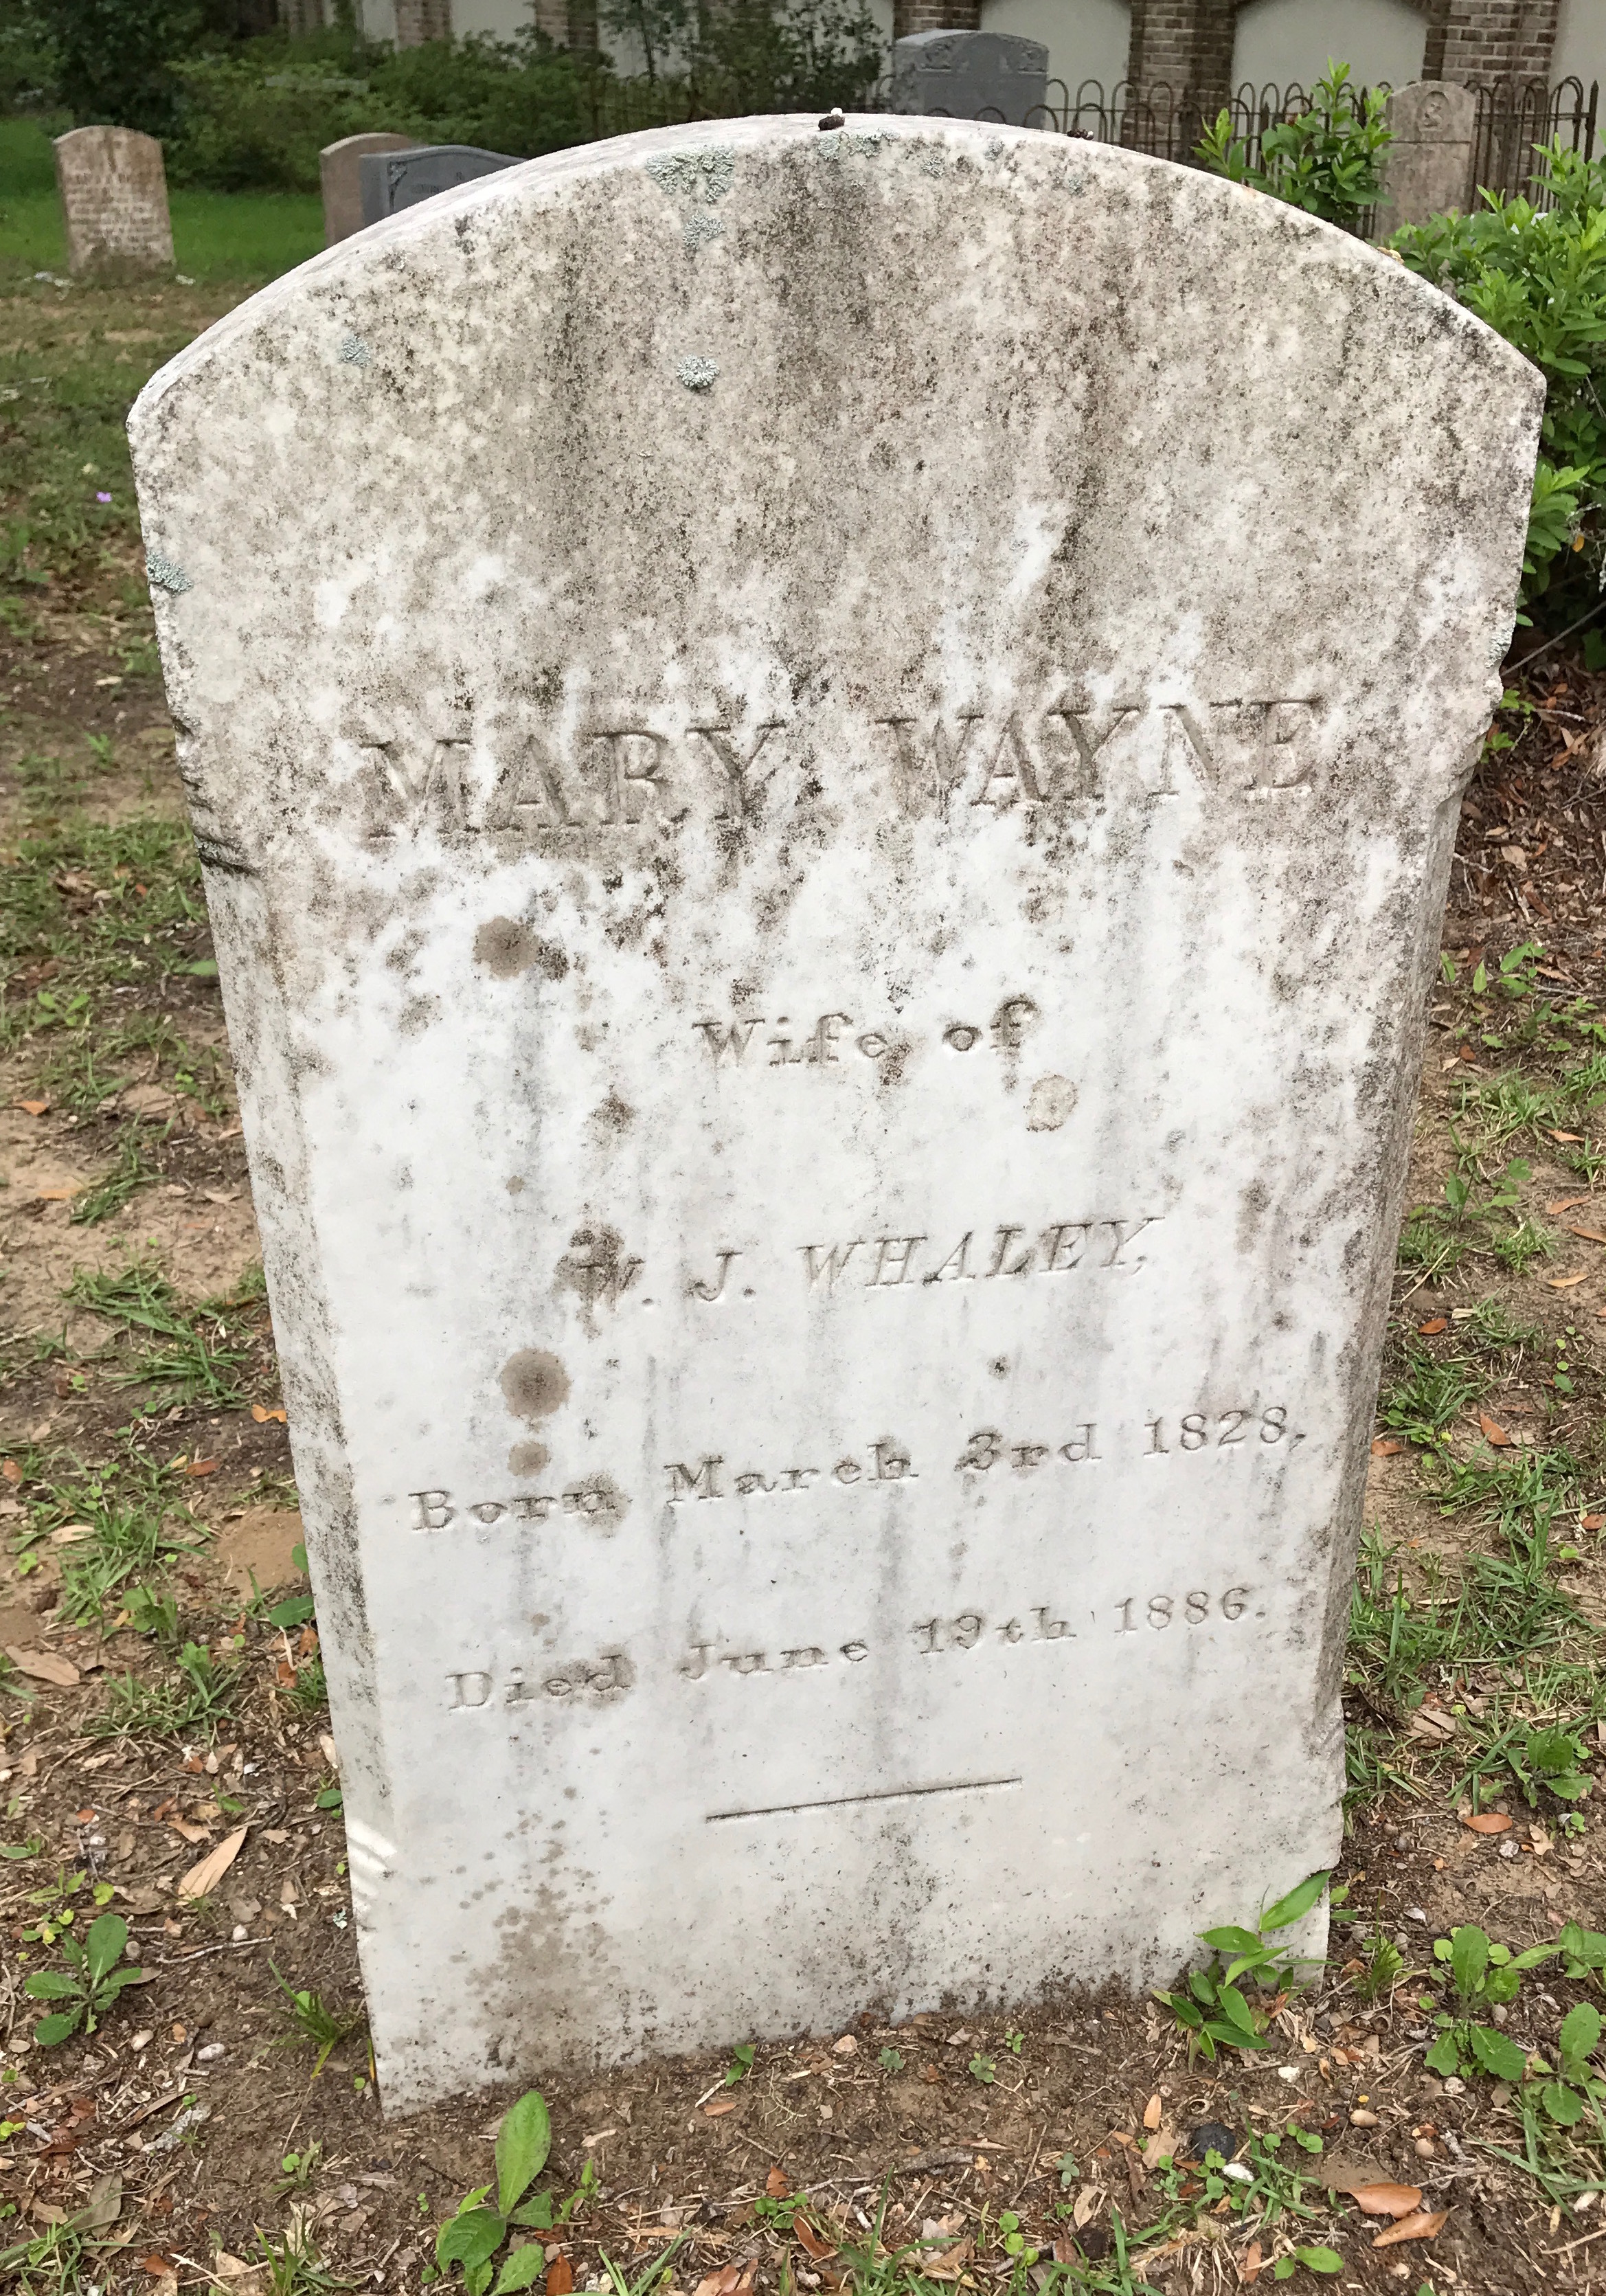 MARY WAYNE
Wife of
W. J. WHALEY,
Born March 3rd 1828,
Died June 19th 1886.